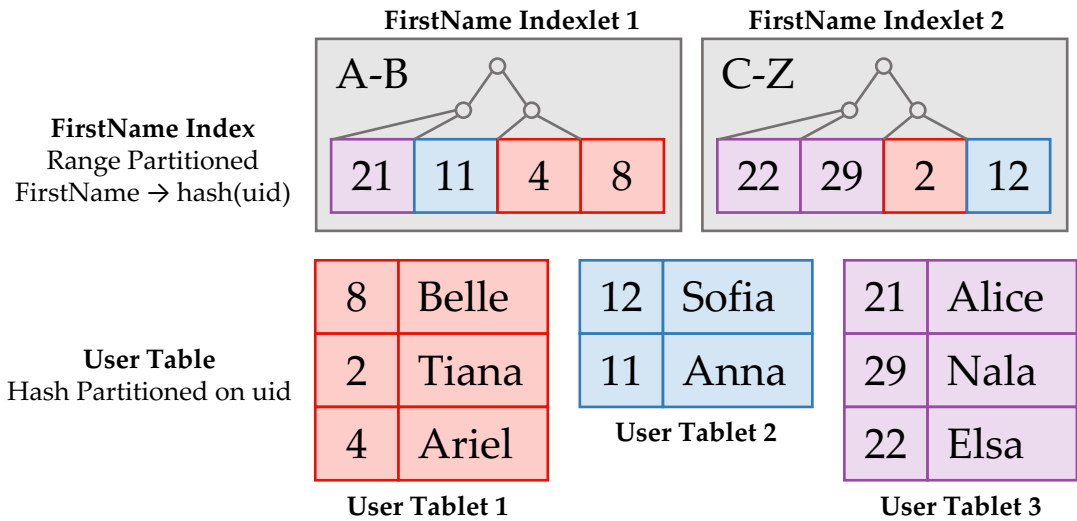 FirstName Indexlet 1
FirstName Indexlet 2
A-B
C-Z
FirstName Index
Range Partitioned
FirstName → hash(uid)
21 11 4 8
22 29 2 12
User Table
Hash Partitioned on uid
8 Belle
2 Tiana
4 Ariel
User Tablet 1
12 Sofia
11 Anna
User Tablet 2
21 Alice
29 Nala
22 Elsa
User Tablet 3